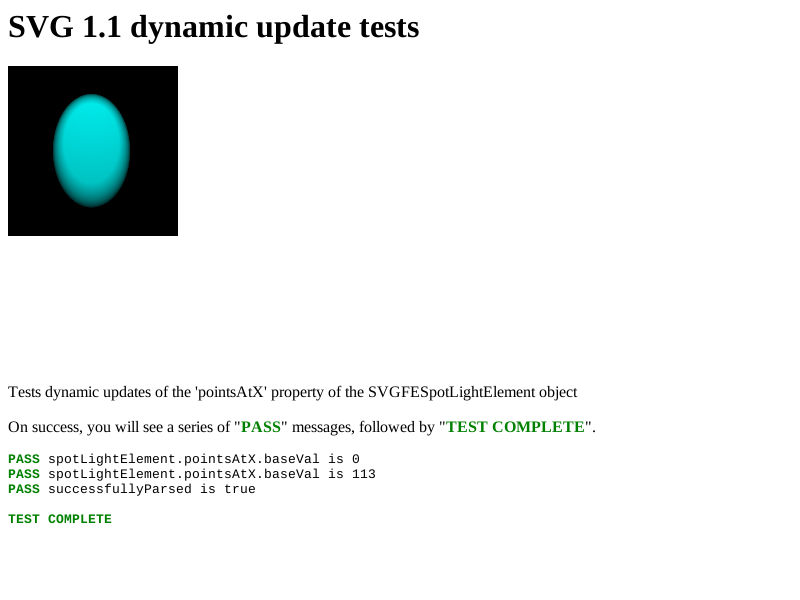 SVG 1.1 dynamic update tests
Tests dynamic updates of the 'pointsAtX' property of the SVGFESpotLightElement object
On success, you will see a series of "PASS" messages, followed by "TEST COMPLETE".
PASS spotLightElement.pointsAtX.baseVal is 0
PASS spotLightElement.pointsAtX.baseVal is 113
PASS successfullyParsed is true
TEST COMPLETE